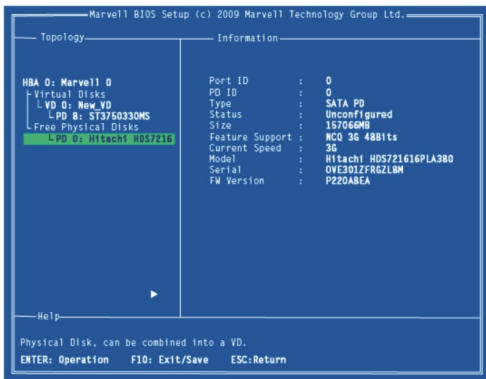 Marvell BIOS Setup (c) 2009 Marvell Technology Group Ltd.
Topology
HBA 0: Marvell 0
Virtual Disks
VD 0: New_VD
PD 8: ST3750330MS
Free Physical Disks
PD 0: Hitachi HDS7216
Information
Port ID : 0
PD ID : 0
Type : SATA PD
Status : Unconfigured
Size : 157066MB
Feature Support : NCQ 3G 48Bits
Current Speed : 3G
Model : Hitachi HDS721616PLA380
Serial : OVE301ZFRGZLBM
FW Version : P220ABEA
Help
Physical Disk, can be combined into a VD.
ENTER: Operation F10: Exit/Save ESC:Return